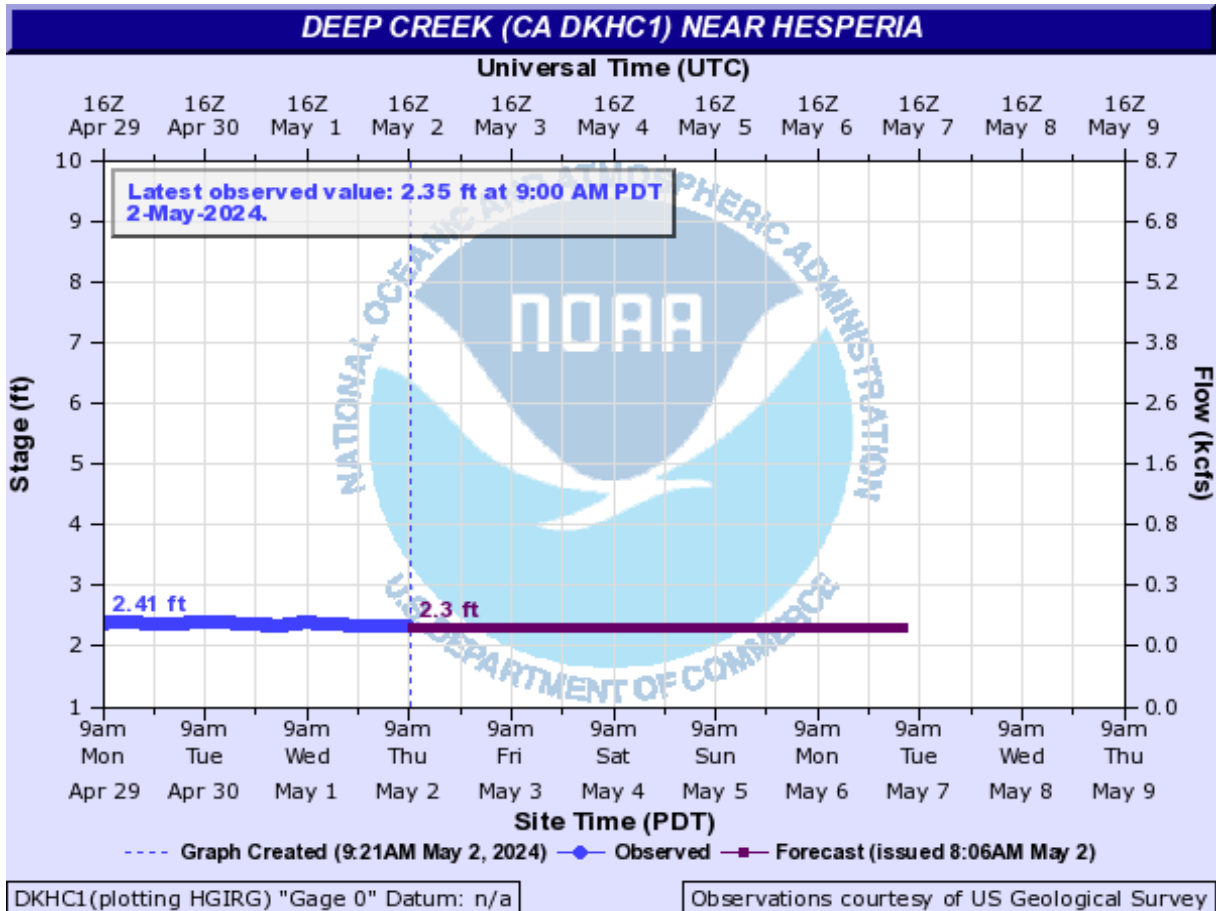 DEEP CREEK (CA DKHC1) NEAR HESPERIA
Universal Time (UTC)
16Z 16Z 16Z 16Z 16Z 16Z 16Z 16Z 16Z 16Z 16Z
Apr 29 Apr 30 May 1 May 2 May 3 May 4 May 5 May 6 May 7 May 8 May 9
Latest observed value: 2.35 ft at 9:00 AM PDT
2-May-2024.
NATIONAL OCEANIC AND ATMOSPHERIC ADMINISTRATION
NOAA
U.S. DEPARTMENT OF COMMERCE
Stage (ft)
10
9
8
7
6
5
4
3
2
1
Flow (kcfs)
8.7
6.8
5.2
3.8
2.6
1.6
0.8
0.3
0.0
0.0
2.41 ft
2.3 ft
9am 9am 9am 9am 9am 9am 9am 9am 9am 9am 9am
Mon Tue Wed Thu Fri Sat Sun Mon Tue Wed Thu
Apr 29 Apr 30 May 1 May 2 May 3 May 4 May 5 May 6 May 7 May 8 May 9
Site Time (PDT)
Graph Created (9:21AM May 2, 2024) Observed Forecast (issued 8:06AM May 2)
DKHC1(plotting HGIRG) "Gage 0" Datum: n/a
Observations courtesy of US Geological Survey